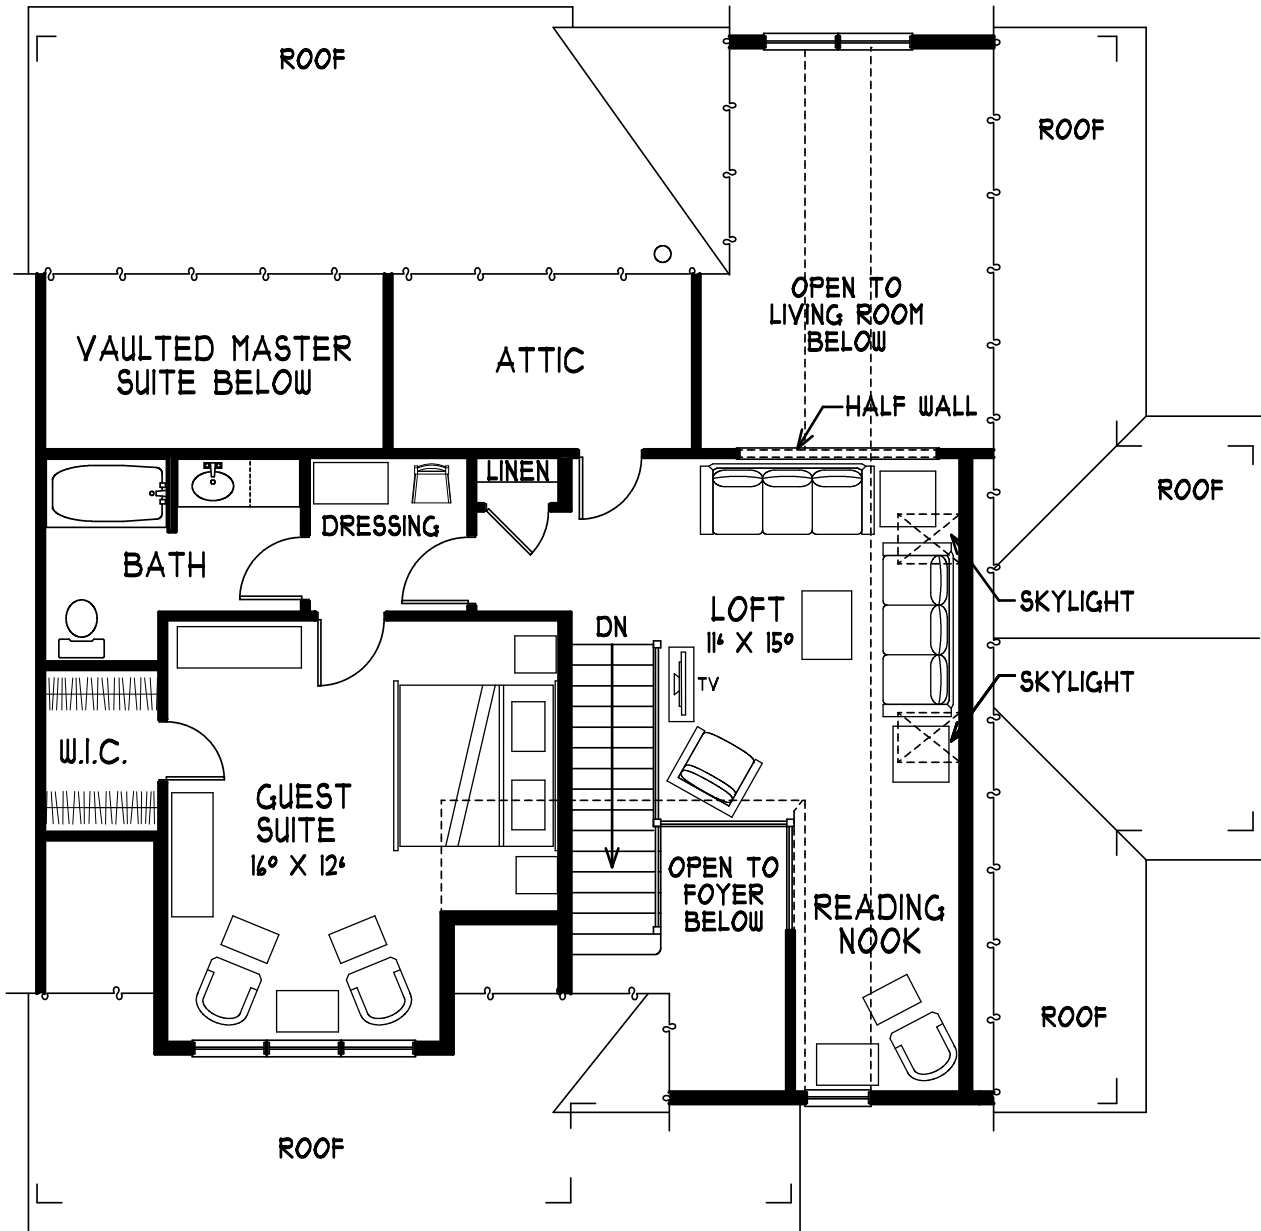 ROOF
ROOF
OPEN TO
LIVING ROOM
BELOW
VAULTED MASTER
SUITE BELOW
ATTIC
HALF WALL
LINEN
ROOF
DRESSING
BATH
SKYLIGHT
LOFT
11⁶ X 15⁰
DN
TV
SKYLIGHT
W.I.C.
GUEST
SUITE
16⁰ X 12⁶
OPEN TO
FOYER
BELOW
READING
NOOK
ROOF
ROOF